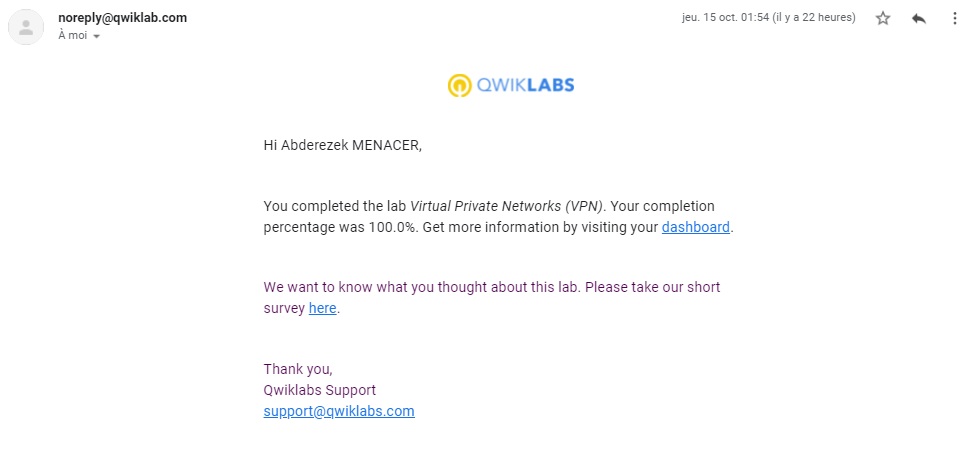 noreply@qwiklab.com
jeu. 15 oct. 01:54 (il y a 22 heures)
À moi
QWIKLABS
Hi Abderezek MENACER,
You completed the lab Virtual Private Networks (VPN). Your completion
percentage was 100.0%. Get more information by visiting your dashboard.
We want to know what you thought about this lab. Please take our short
survey here.
Thank you,
Qwiklabs Support
support@qwiklabs.com